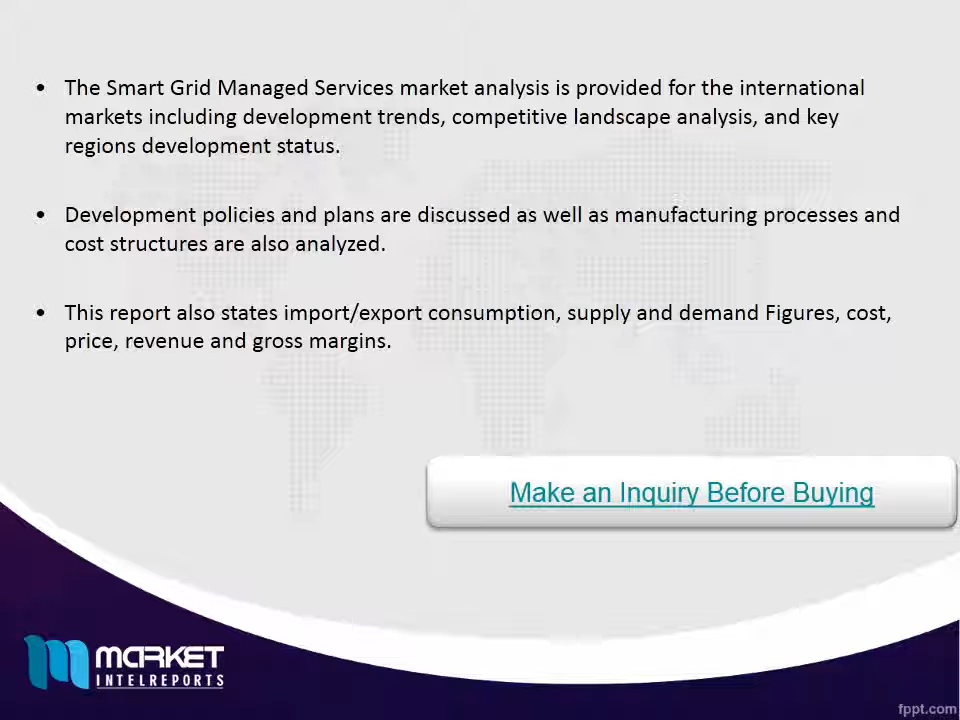 • The Smart Grid Managed Services market analysis is provided for the international
markets including development trends, competitive landscape analysis, and key
regions development status.
• Development policies and plans are discussed as well as manufacturing processes and
cost structures are also analyzed.
• This report also states import/export consumption, supply and demand Figures, cost,
price, revenue and gross margins.
Make an Inquiry Before Buying
MARKET
INTELREPORTS
fppt.com